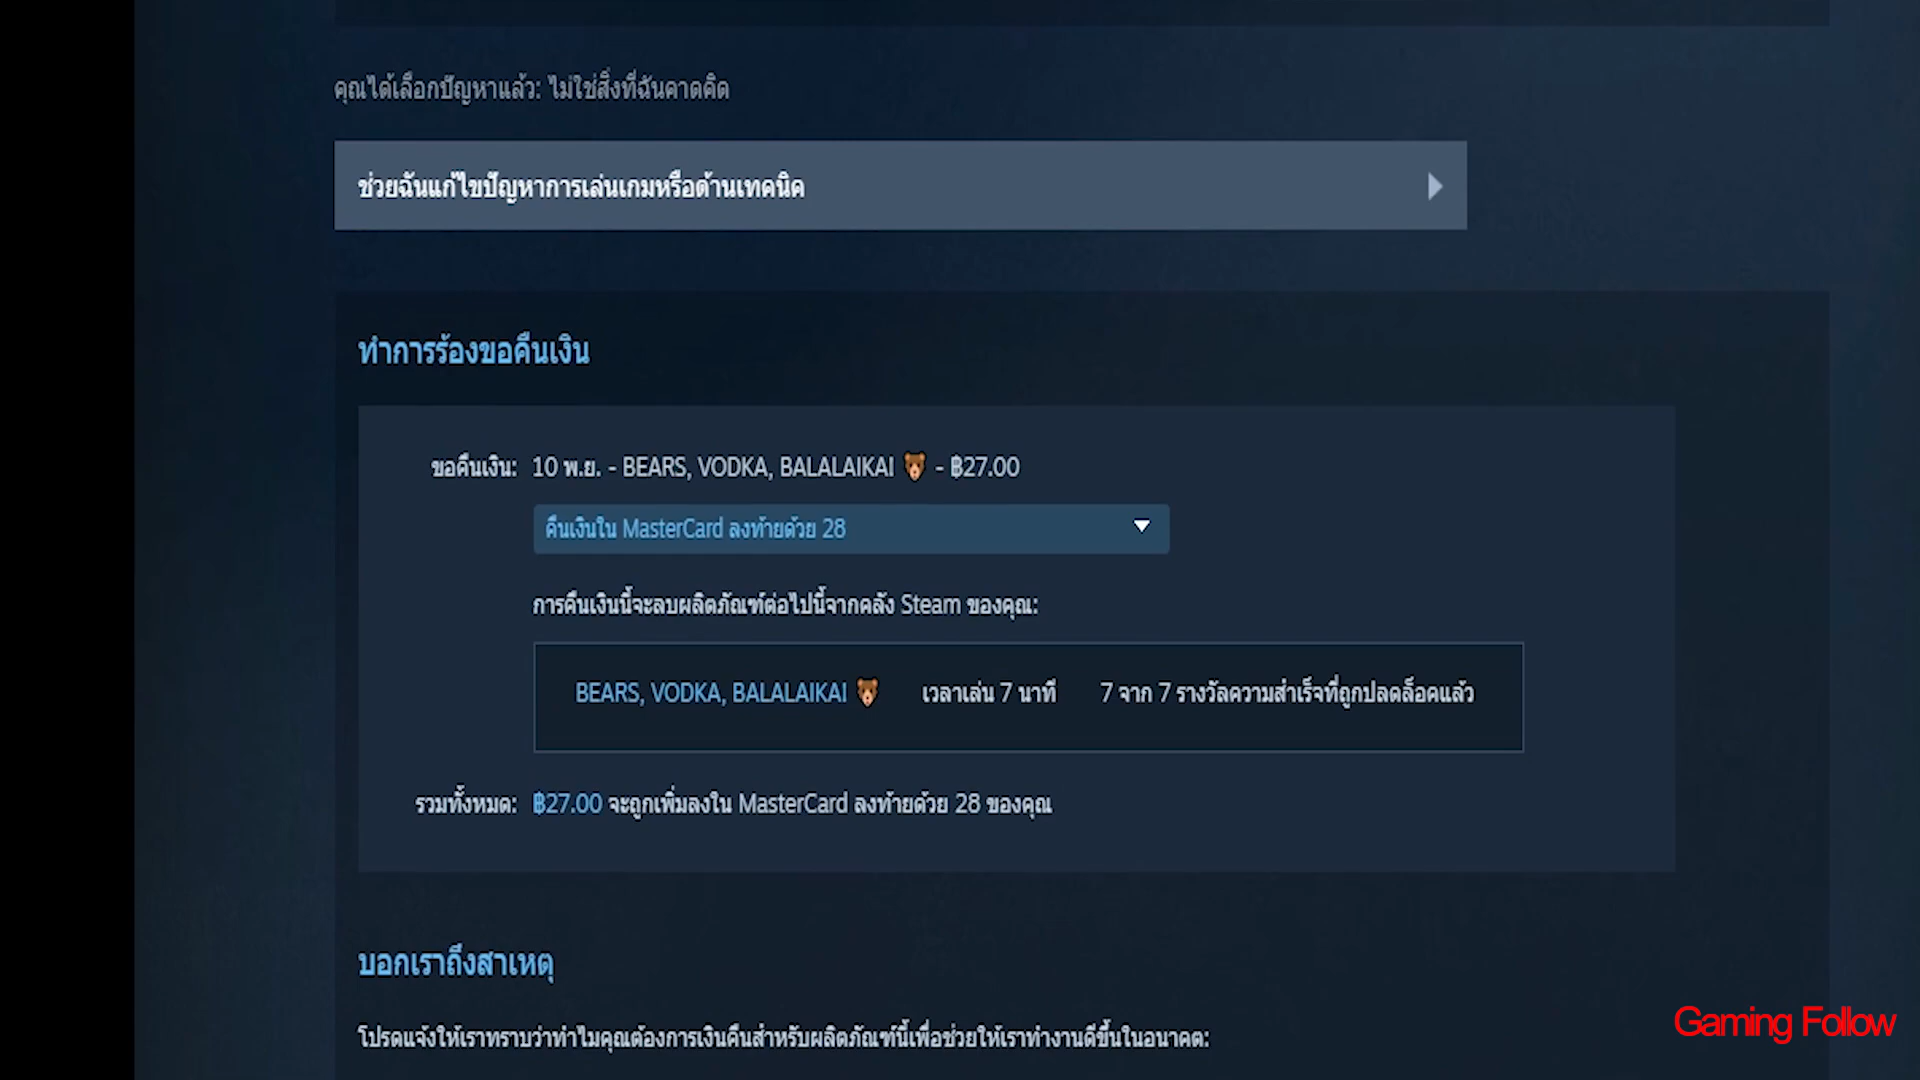 คุณได้เลือกปัญหาแล้ว: ไม่ใช่สิ่งที่ฉันคาดคิด
ช่วยฉันแก้ไขปัญหาการเล่นเกมหรือด้านเทคนิค
ทำการร้องขอคืนเงิน
ขอคืนเงิน: 10 พ.ย. - BEARS, VODKA, BALALAIKA! 🐻 - ฿27.00
คืนเงินใน MasterCard ลงท้ายด้วย 28
การคืนเงินนี้จะลบผลิตภัณฑ์ต่อไปนี้จากคลัง Steam ของคุณ:
BEARS, VODKA, BALALAIKA! 🐻 เวลาเล่น 7 นาที 7 จาก 7 รางวัลความสำเร็จที่ถูกปลดล็อคแล้ว
รวมทั้งหมด: ฿27.00 จะถูกเพิ่มลงใน MasterCard ลงท้ายด้วย 28 ของคุณ
บอกเราถึงสาเหตุ
โปรดแจ้งให้เราทราบว่าทำไมคุณต้องการเงินคืนสำหรับผลิตภัณฑ์นี้เพื่อช่วยให้เราทำงานดีขึ้นในอนาคต:
Gaming Follow